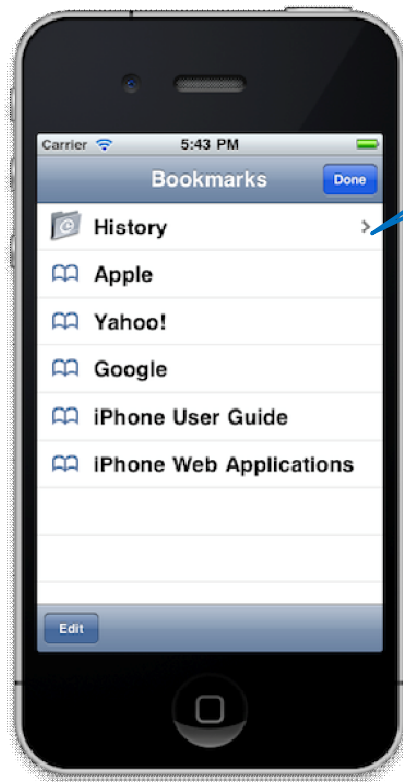 Carrier 5:43 PM
Bookmarks Done
History
Apple
Yahoo!
Google
iPhone User Guide
iPhone Web Applications
Edit